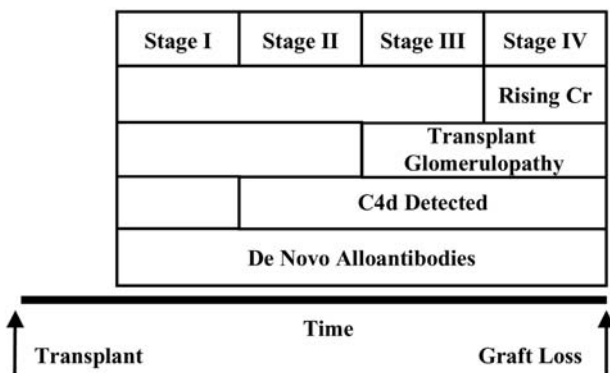 Stage I Stage II Stage III Stage IV
Rising Cr
Transplant
Glomerulopathy
C4d Detected
De Novo Alloantibodies
Time
Transplant Graft Loss